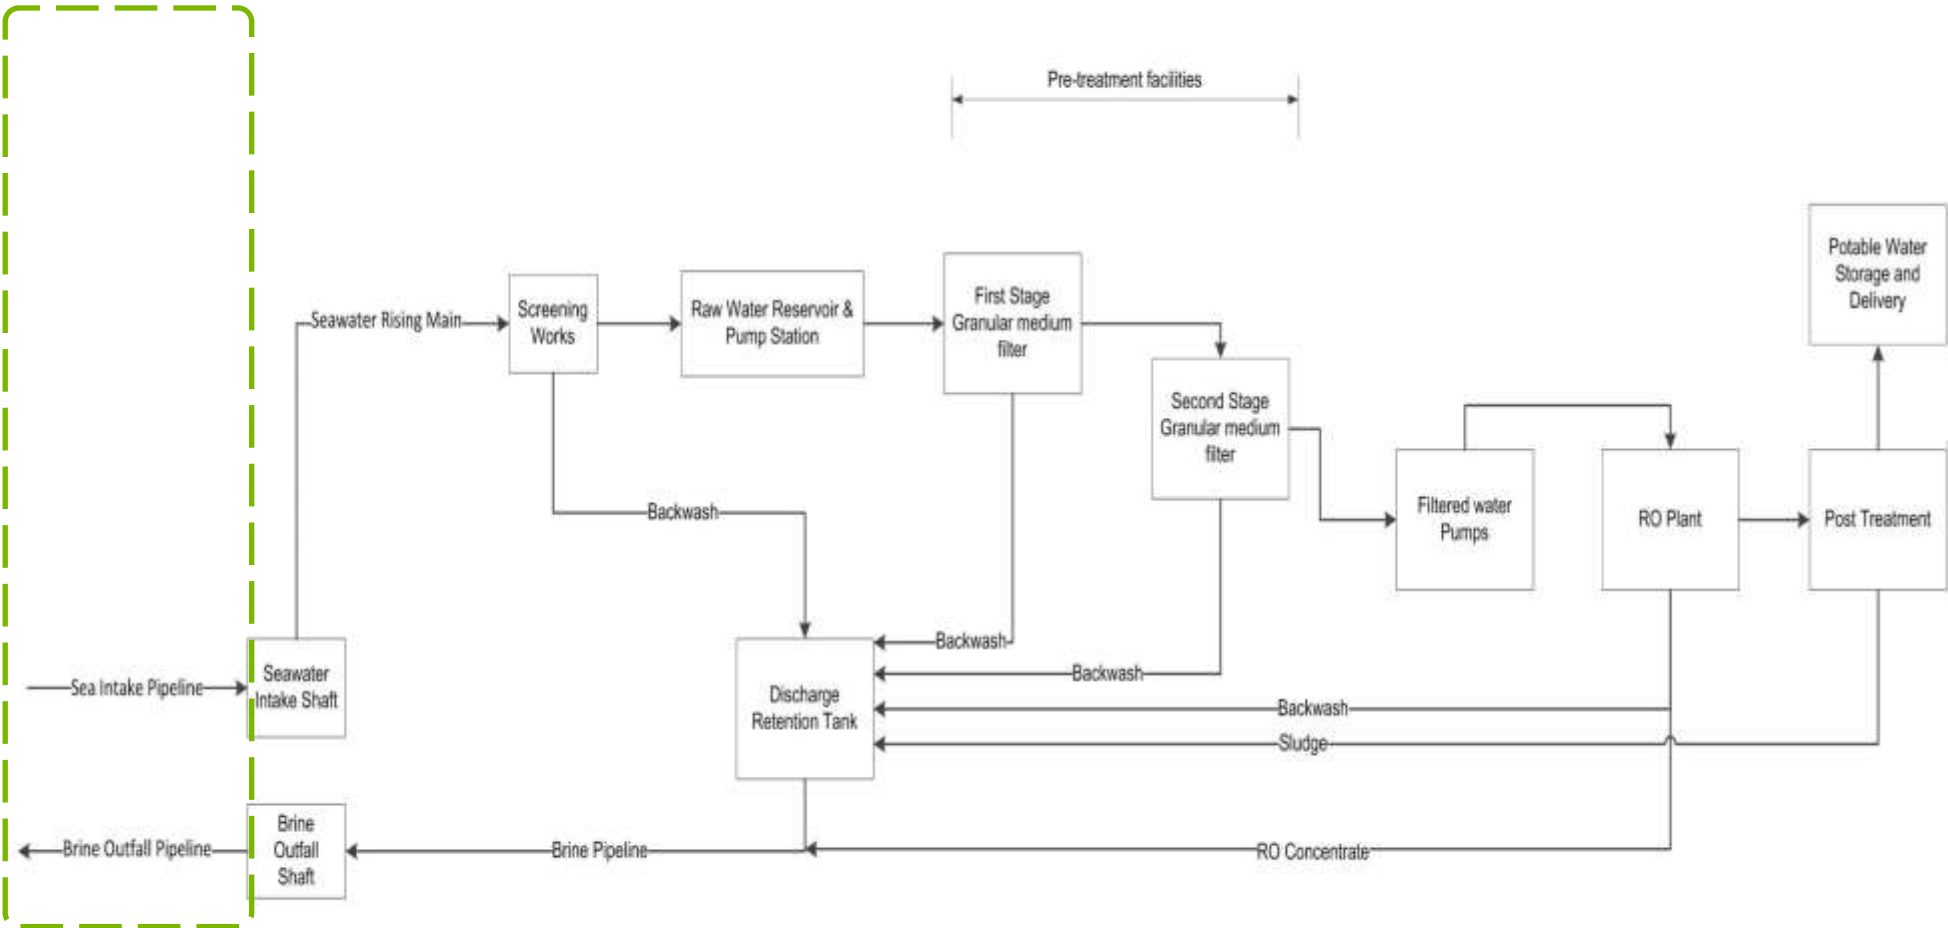 Pre-treatment facilities
Potable Water
Storage and
Delivery
Seawater Rising Main
Screening
Works
Raw Water Reservoir &
Pump Station
First Stage
Granular medium
filter
Second Stage
Granular medium
filter
Filtered water
Pumps
RO Plant
Post Treatment
Backwash
Backwash
Backwash
Backwash
Sludge
Sea Intake Pipeline
Seawater
Intake Shaft
Discharge
Retention Tank
Brine Outfall Pipeline
Brine
Outfall
Shaft
Brine Pipeline
RO Concentrate